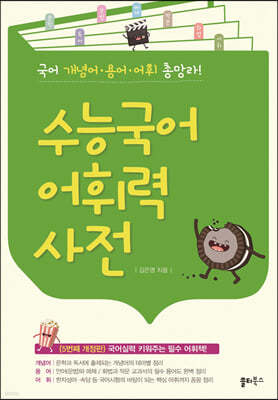 국어 개념어·용어·어휘 총망라!
수능국어
어휘력
사전
김은영 지음
(5번째 개정판) 국어실력 키워주는 필수 어휘책!
개념어 문학과 독서에 출제되는 개념어의 대마별 정리
용 어 언어(문법)와 매체 / 화법과 작문 교과서의 필수 용어도 완벽 정리
어 휘 한자성어·속담 등 국어시험의 바탕이 되는 핵심 어휘까지 꼼꼼 정리
꿈터북스